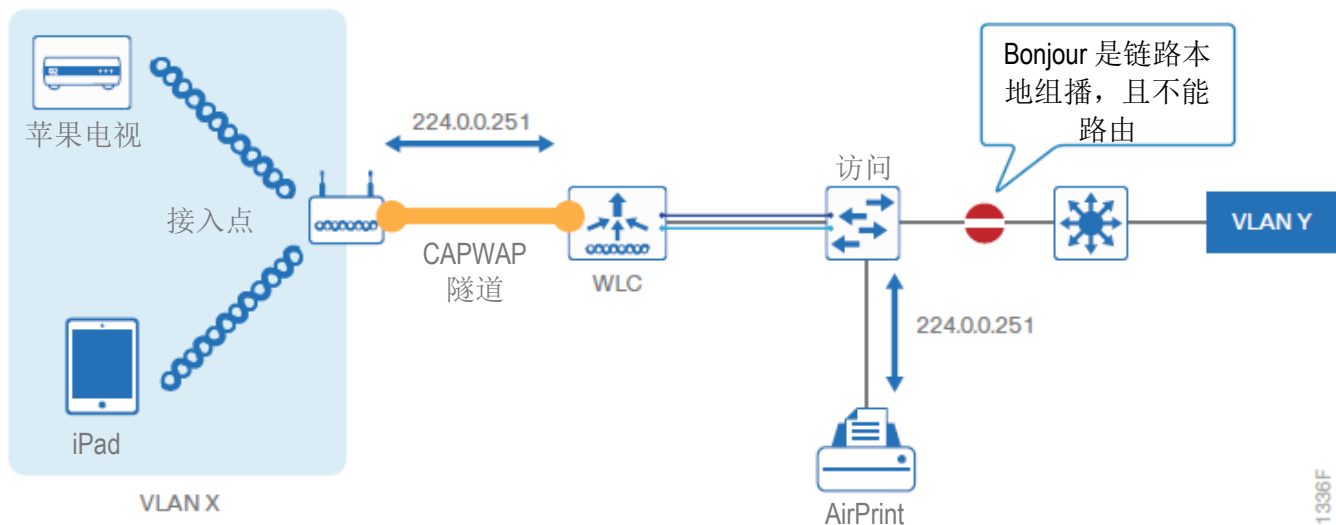 Bonjour 是链路本
地组播，且不能
路由
苹果电视
224.0.0.251
访问
接入点
CAPWAP
隧道
WLC
VLAN Y
224.0.0.251
iPad
VLAN X
AirPrint
1336F